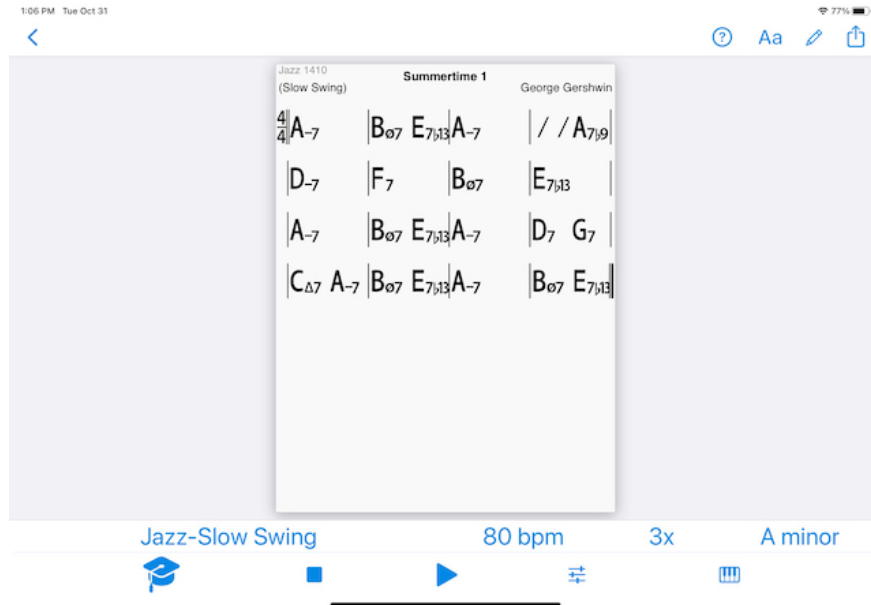 1:06 PM Tue Oct 31 77%
? Aa
Jazz 1410
Summertime 1
(Slow Swing) George Gershwin
4/4 A-7 | Bø7 E7♭13 | A-7 | / / A7♭9 |
| D-7 | F7 | Bø7 | E7♭13 |
| A-7 | Bø7 E7♭13 | A-7 | D7 G7 |
| CΔ7 A-7 | Bø7 E7♭13 | A-7 | Bø7 E7♭13
Jazz-Slow Swing 80 bpm 3x A minor